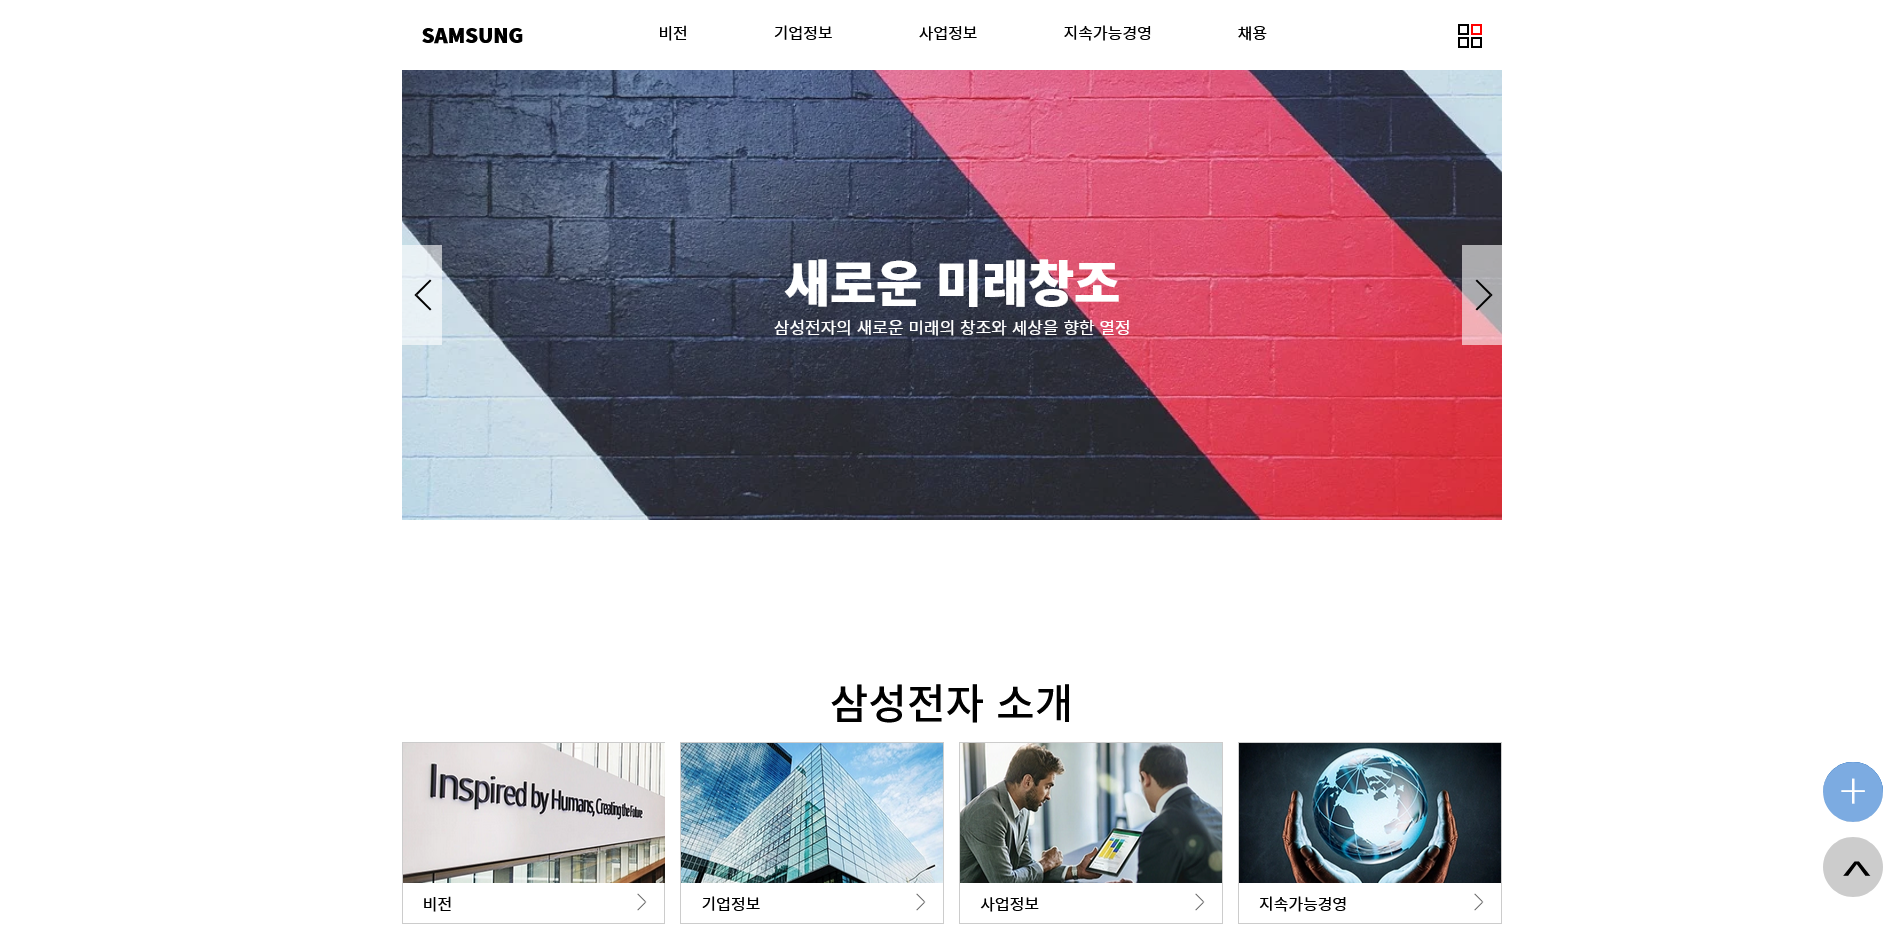 SAMSUNG
비전 기업정보 사업정보 지속가능경영 채용
새로운 미래창조
삼성전자의 새로운 미래의 창조와 세상을 향한 열정
삼성전자 소개
Inspired by Humans, Creating the Future
비전
기업정보
사업정보
지속가능경영